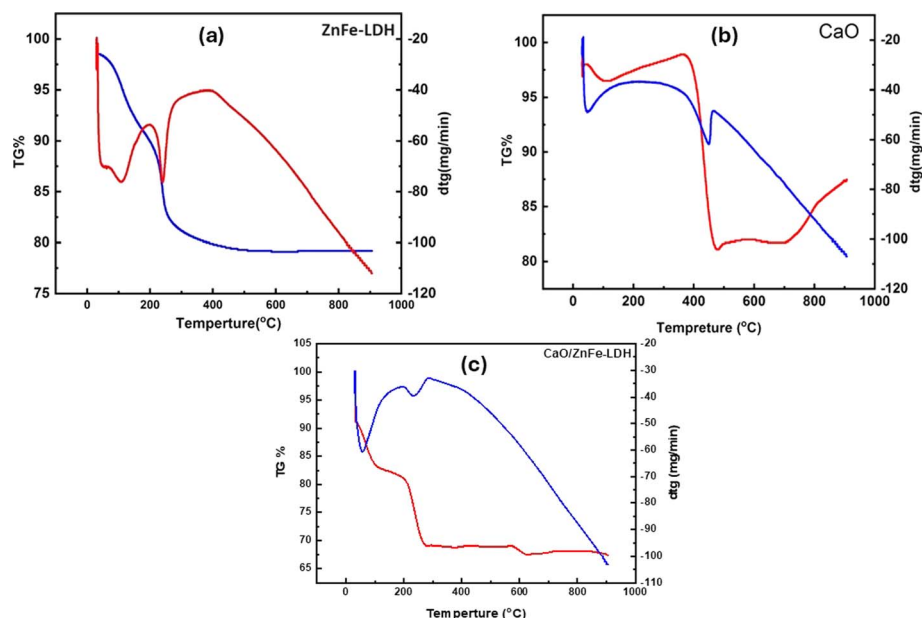 (a)
ZnFe-LDH
100
95
90
85
80
75
TG%
-20
-40
-60
-80
-100
-120
dtg(mg/min)
0 200 400 600 800 1000
Temperture(°C)
(b)
CaO
100
95
90
85
80
TG%
-20
-40
-60
-80
-100
-120
dtg(mg/min)
0 200 400 600 800 1000
Tempreture (°C)
(c)
CaO/ZnFe-LDH
105
100
95
90
85
80
75
70
65
TG %
-20
-30
-40
-50
-60
-70
-80
-90
-100
-110
dtg (mg/min)
0 200 400 600 800 1000
Temperture (°C)